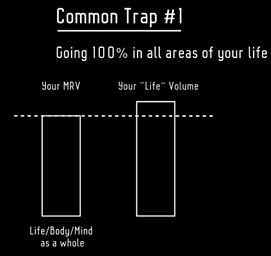 Common Trap #1
Going 100% in all areas of your life
Your MRV
Your "Life" Volume
Life/Body/Mind
as a whole